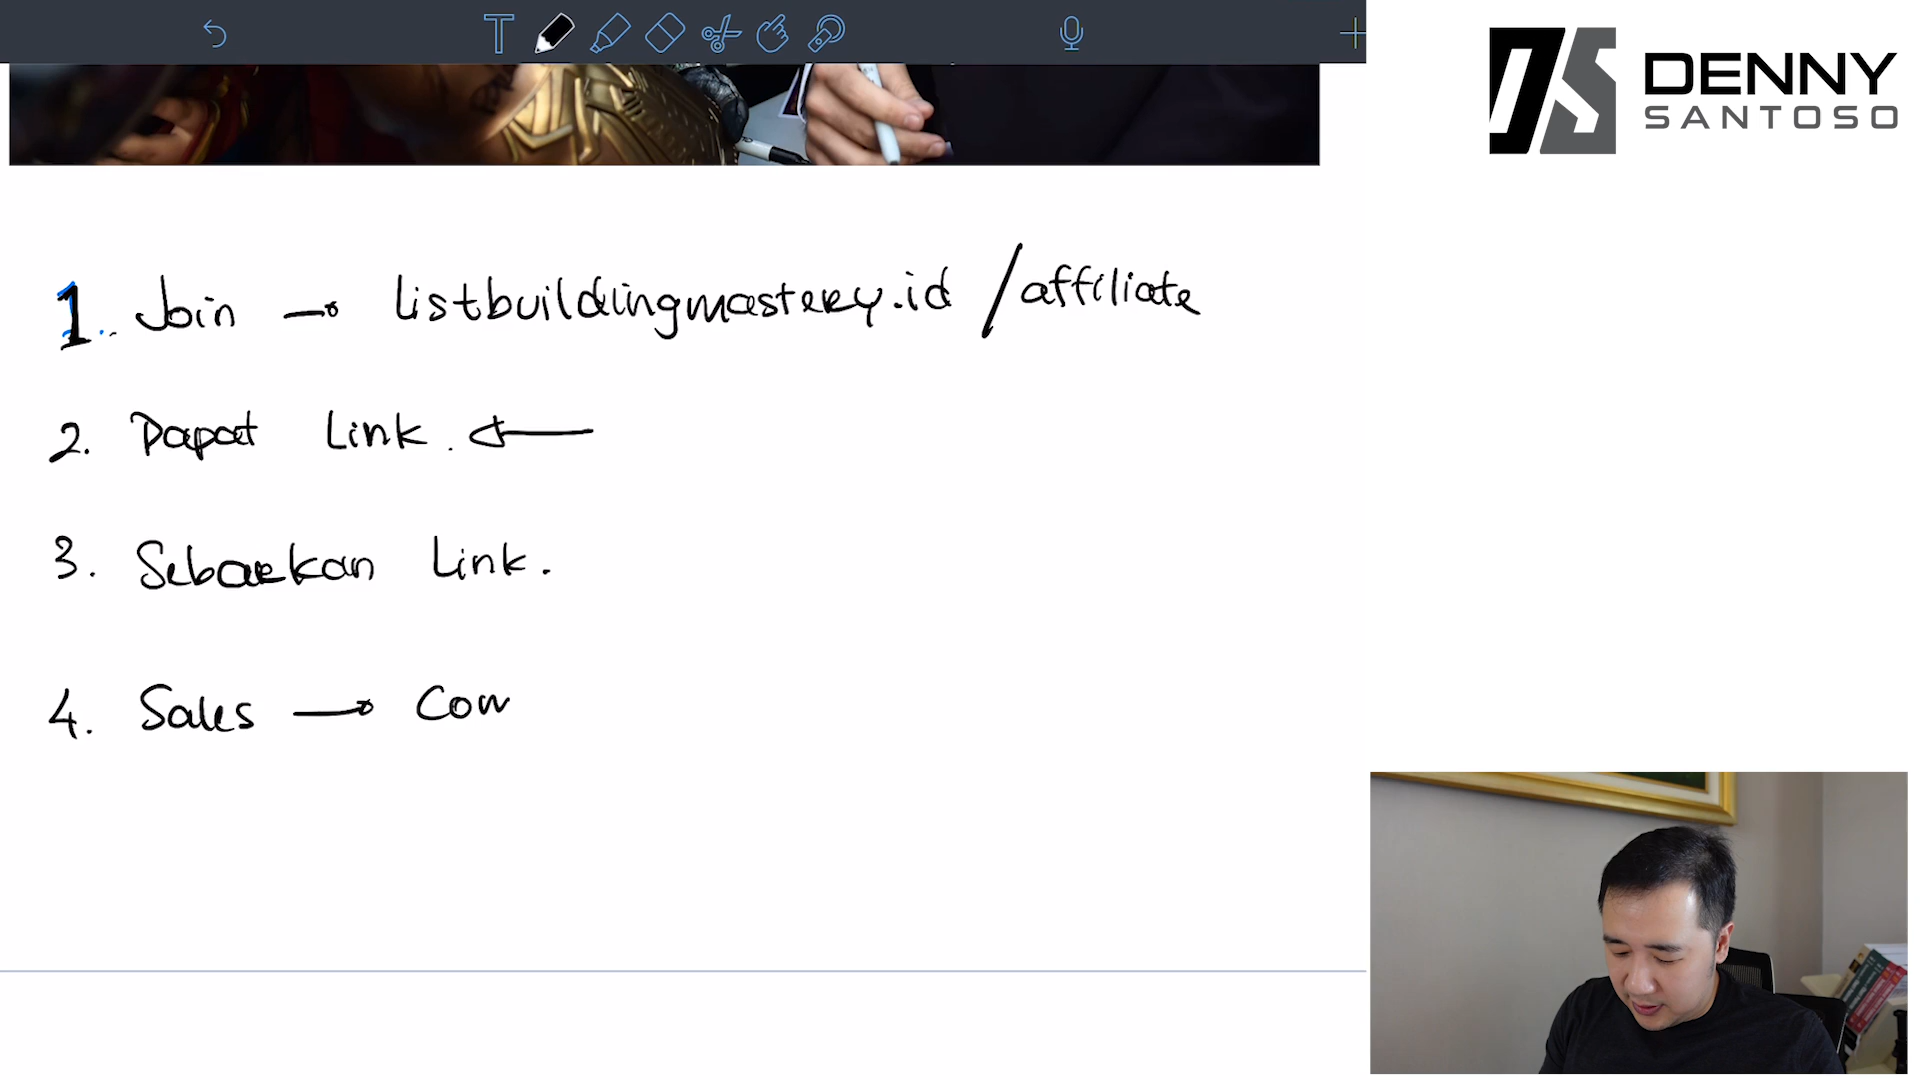 DENNY
SANTOSO
1. Join → listbuildingmastery.id /affiliate
2. Dapat Link. ←
3. Sebarkan Link.
4. Sales → Com